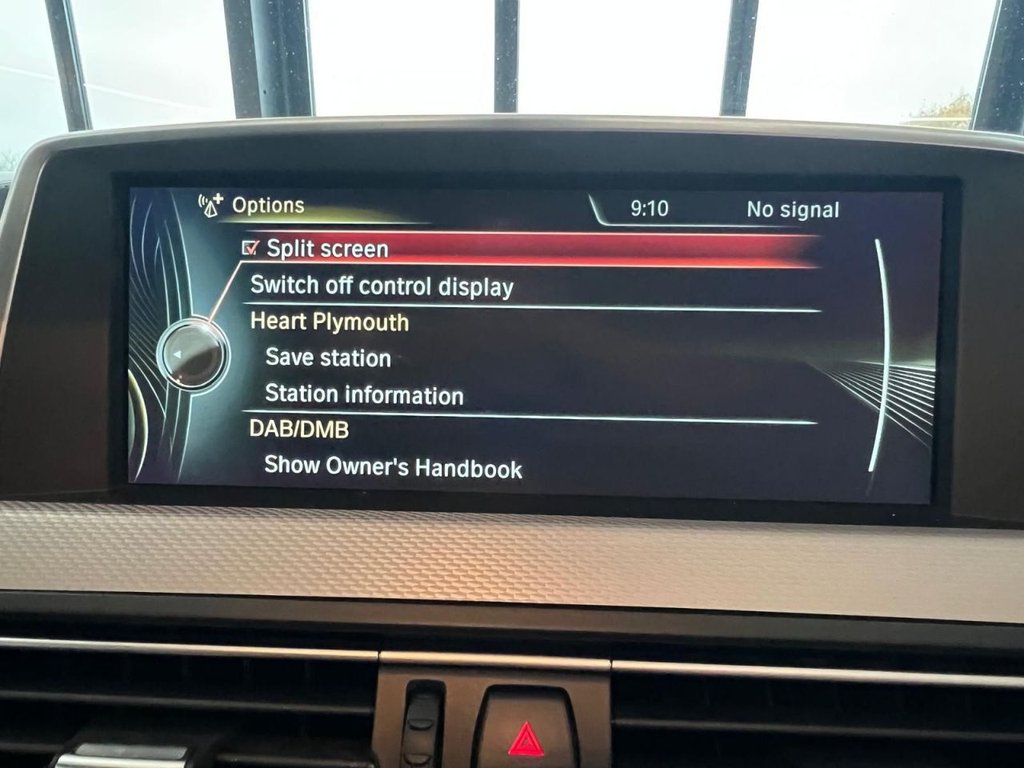 Options
9:10
No signal
Split screen
Switch off control display
Heart Plymouth
Save station
Station information
DAB/DMB
Show Owner's Handbook